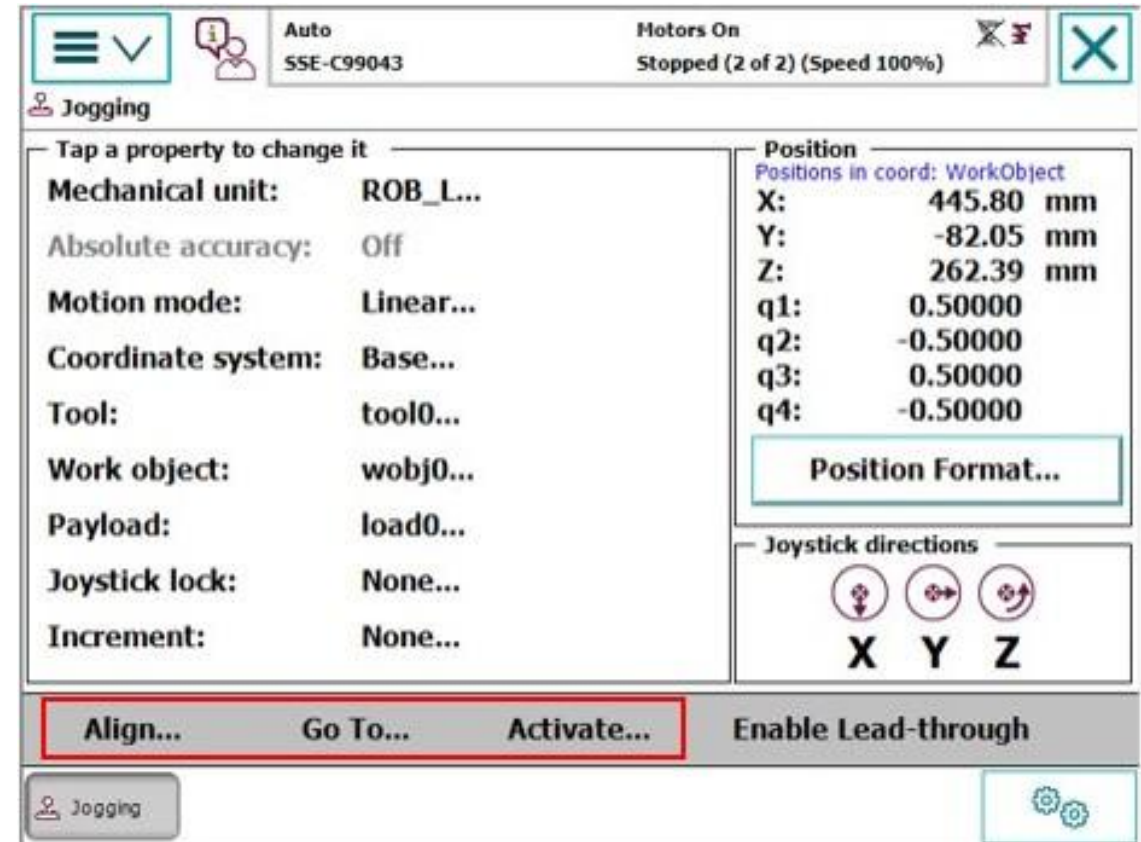 Auto
Motors On
SSE-C99043
Stopped (2 of 2) (Speed 100%)
Jogging
Tap a property to change it
Mechanical unit: ROB_L...
Absolute accuracy: Off
Motion mode: Linear...
Coordinate system: Base...
Tool: tool0...
Work object: wobj0...
Payload: load0...
Joystick lock: None...
Increment: None...
Position
Positions in coord: WorkObject
X: 445.80 mm
Y: -82.05 mm
Z: 262.39 mm
q1: 0.50000
q2: -0.50000
q3: 0.50000
q4: -0.50000
Position Format...
Joystick directions
X Y Z
Align... Go To... Activate... Enable Lead-through
Jogging